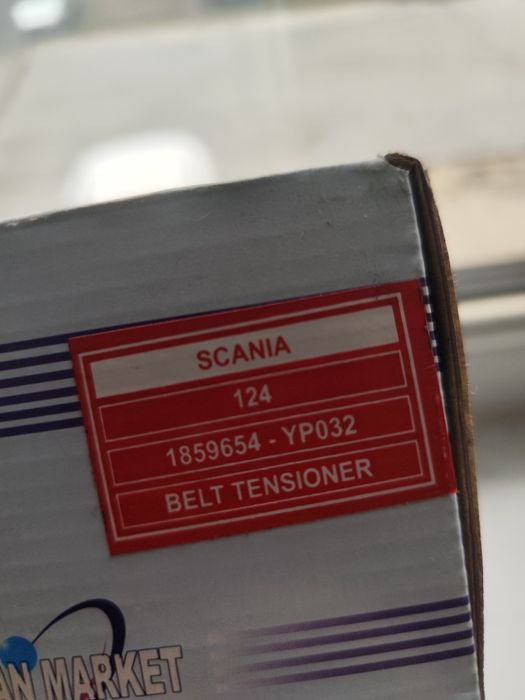 SCANIA
124
1859654 - YP032
BELT TENSIONER
MARKET